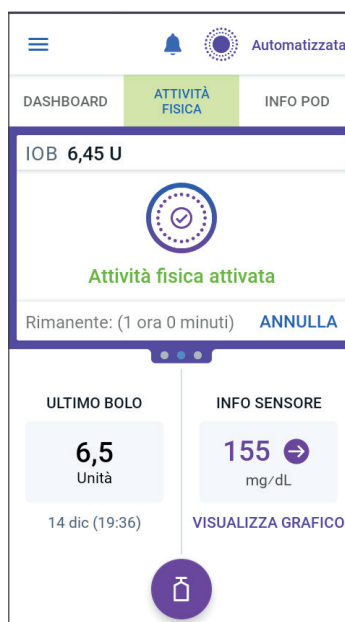 Automatizzata
DASHBOARD
ATTIVITÀ
FISICA
INFO POD
IOB 6,45 U
Attività fisica attivata
Rimanente: (1 ora 0 minuti) ANNULLA
ULTIMO BOLO
INFO SENSORE
6,5
Unità
155
mg/dL
14 dic (19:36)
VISUALIZZA GRAFICO